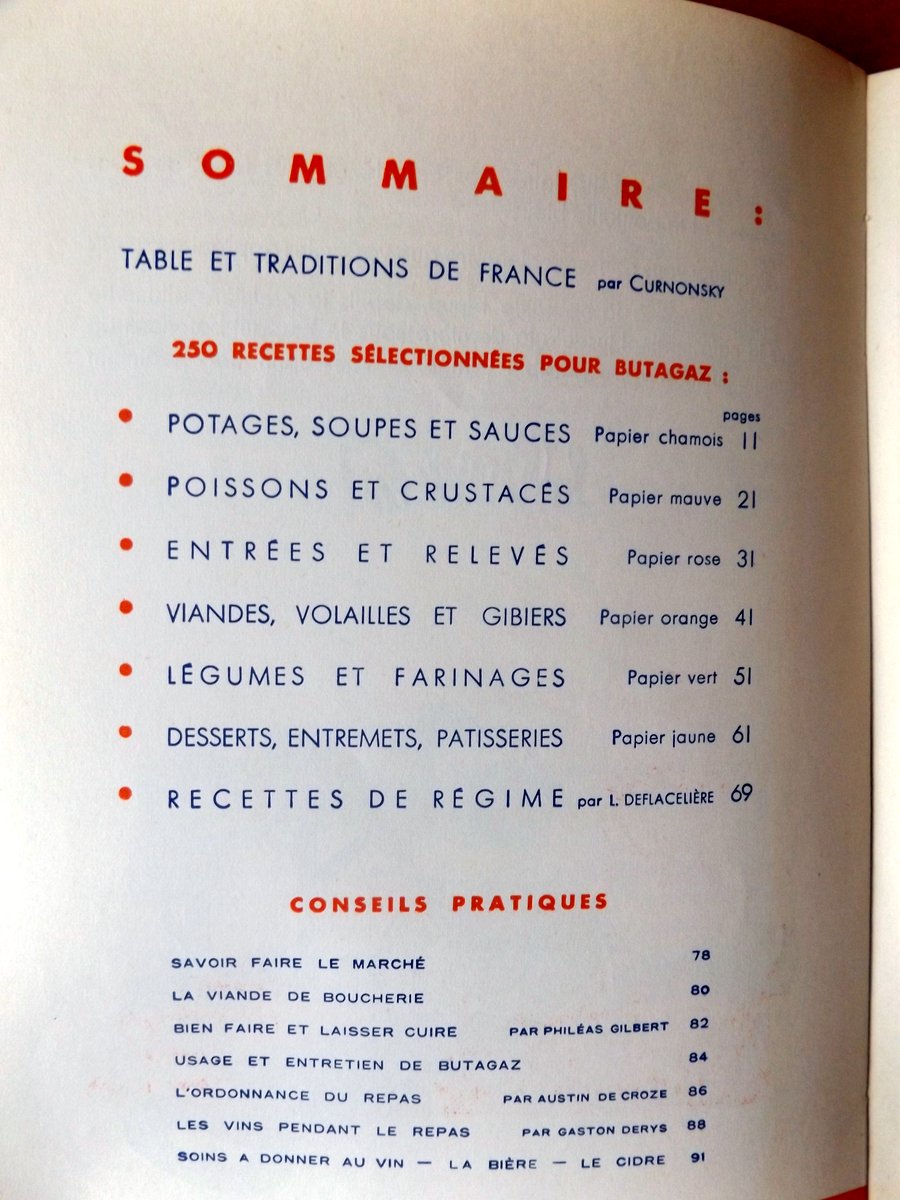 SOMMAIRE :
TABLE ET TRADITIONS DE FRANCE par CURNONSKY
250 RECETTES SÉLECTIONNÉES POUR BUTAGAZ :
pages
• POTAGES, SOUPES ET SAUCES Papier chamois 11
• POISSONS ET CRUSTACÉS Papier mauve 21
• ENTRÉES ET RELEVÉS Papier rose 31
• VIANDES, VOLAILLES ET GIBIERS Papier orange 41
• LÉGUMES ET FARINAGES Papier vert 51
• DESSERTS, ENTREMETS, PATISSERIES Papier jaune 61
• RECETTES DE RÉGIME par L. DEFLACELIÈRE 69
CONSEILS PRATIQUES
SAVOIR FAIRE LE MARCHÉ 78
LA VIANDE DE BOUCHERIE 80
BIEN FAIRE ET LAISSER CUIRE PAR PHILÉAS GILBERT 82
USAGE ET ENTRETIEN DE BUTAGAZ 84
L'ORDONNANCE DU REPAS PAR AUSTIN DE CROZE 86
LES VINS PENDANT LE REPAS PAR GASTON DERYS 88
SOINS A DONNER AU VIN — LA BIÈRE — LE CIDRE 91